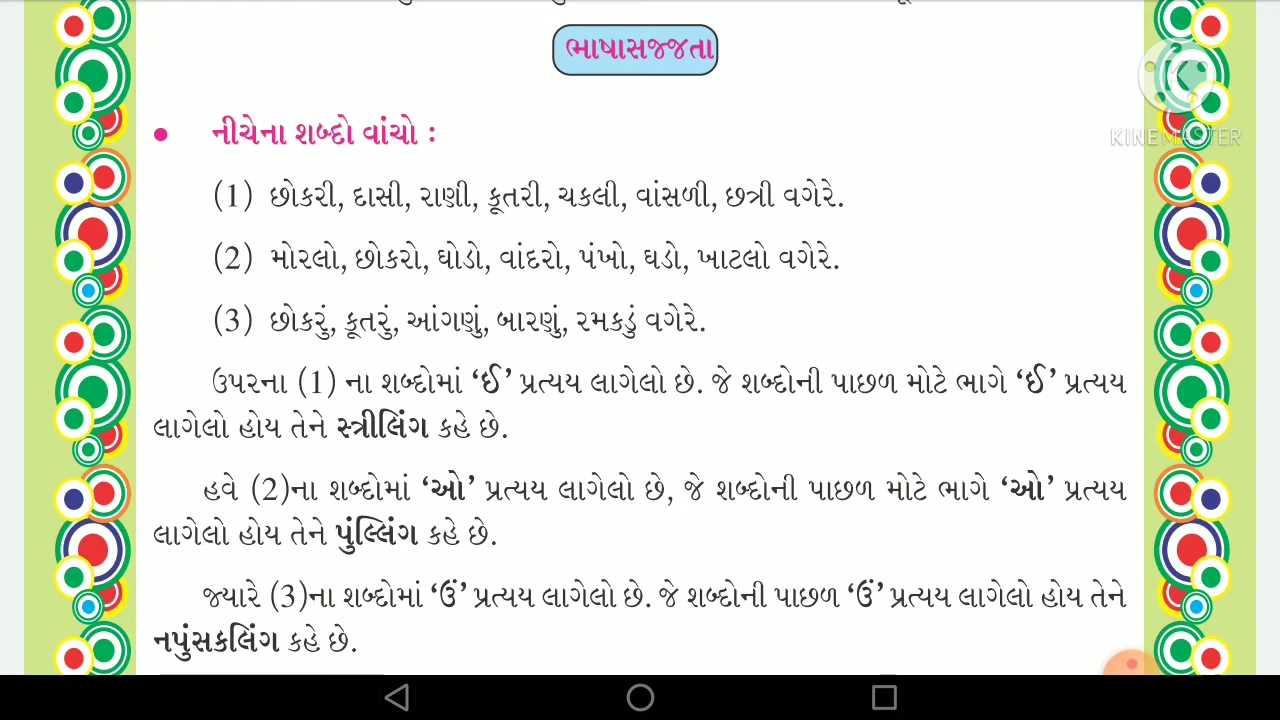 ભાષાસજ્જતા
KINEMASTER
• નીચેના શબ્દો વાંચો :
(1) છોકરી, દાસી, રાણી, કૂતરી, ચકલી, વાંસળી, છત્રી વગેરે.
(2) મોરલો, છોકરો, ઘોડો, વાંદરો, પંખો, ઘડો, ખાટલો વગેરે.
(3) છોકરું, કૂતરું, આંગણું, બારણું, રમકડું વગેરે.
ઉપરના (1) ના શબ્દોમાં ‘ઈ’ પ્રત્યય લાગેલો છે. જે શબ્દોની પાછળ મોટે ભાગે ‘ઈ’ પ્રત્યય
લાગેલો હોય તેને સ્ત્રીલિંગ કહે છે.
હવે (2)ના શબ્દોમાં ‘ઓ’ પ્રત્યય લાગેલો છે, જે શબ્દોની પાછળ મોટે ભાગે ‘ઓ’ પ્રત્યય
લાગેલો હોય તેને પુંલ્લિંગ કહે છે.
જ્યારે (3)ના શબ્દોમાં ‘ઉં’ પ્રત્યય લાગેલો છે. જે શબ્દોની પાછળ ‘ઉં’ પ્રત્યય લાગેલો હોય તેને
નપુંસકલિંગ કહે છે.